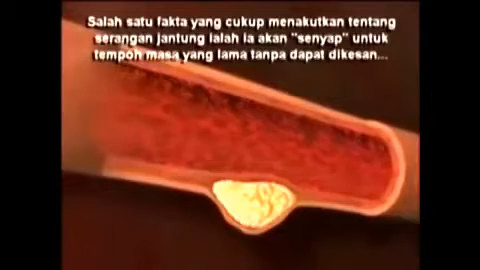 Salah satu fakta yang cukup menakutkan tentang
serangan jantung ialah ia akan "senyap" untuk
tempoh masa yang lama tanpa dapat dikesan...